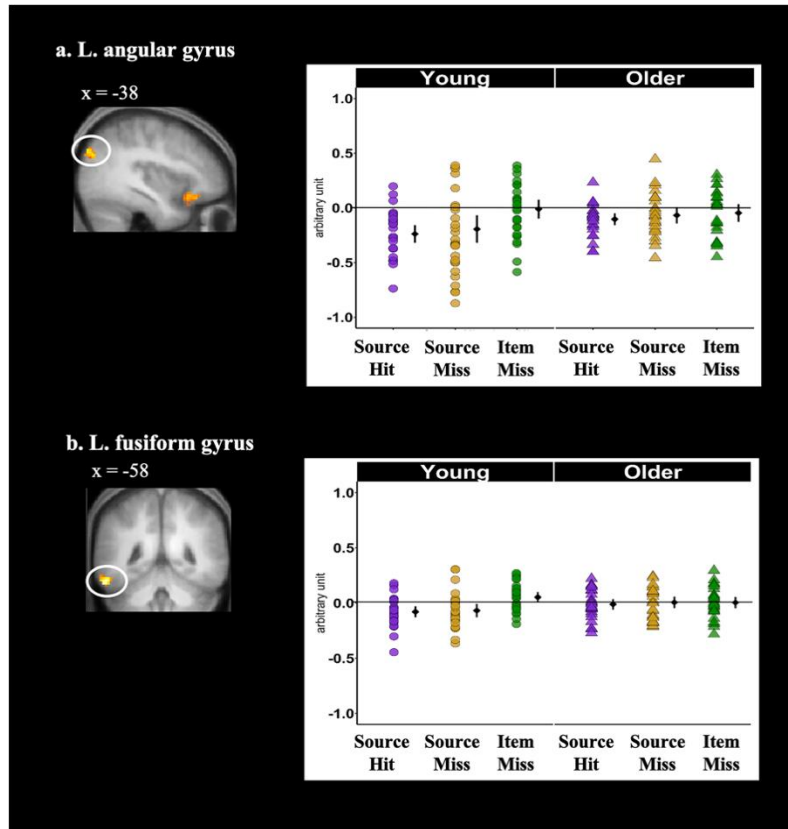 a. L. angular gyrus
x = -38
Young Older
1.0
0.5
0.0
-0.5
-1.0
arbitrary unit
Source Hit
Source Miss
Item Miss
Source Hit
Source Miss
Item Miss
b. L. fusiform gyrus
x = -58
Young Older
1.0
0.5
0.0
-0.5
-1.0
arbitrary unit
Source Hit
Source Miss
Item Miss
Source Hit
Source Miss
Item Miss